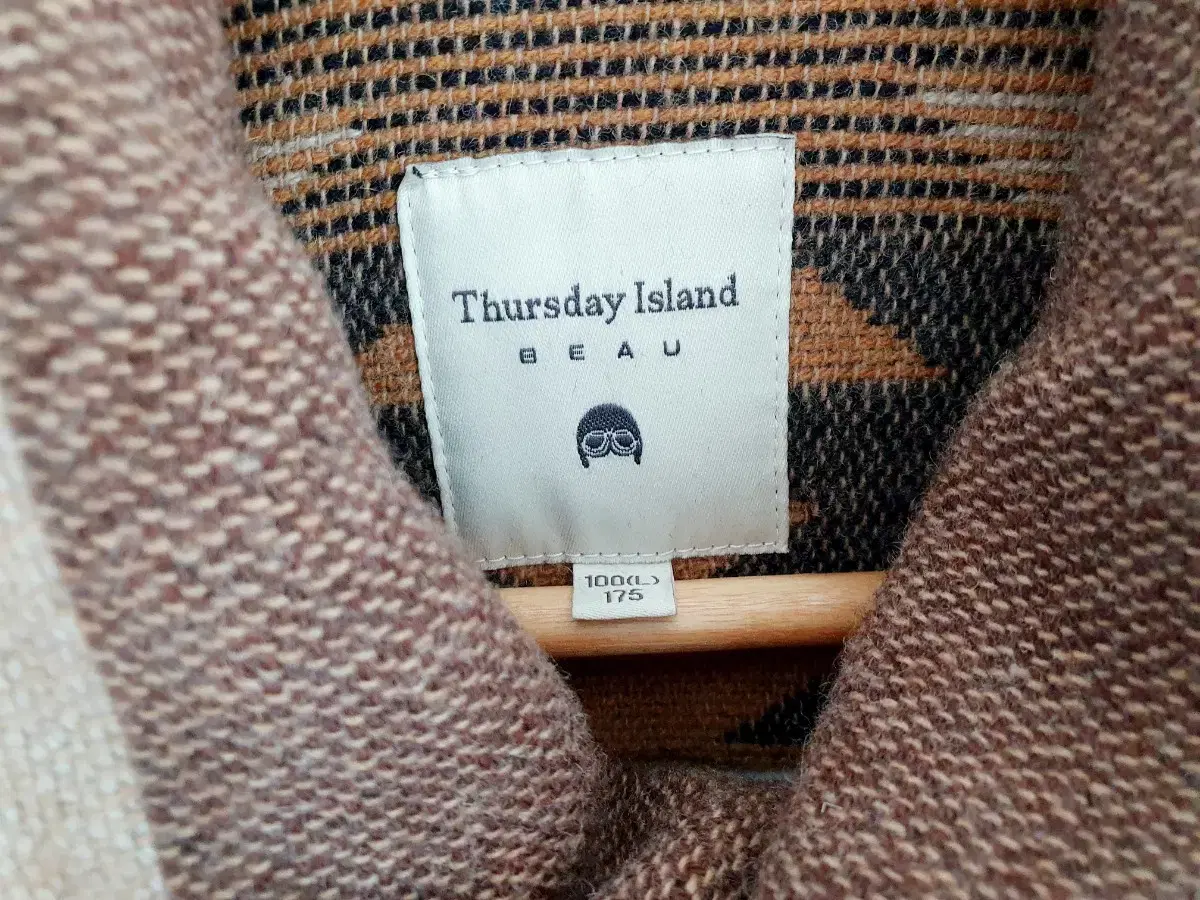 Thursday Island
BEAU
100(L)
175